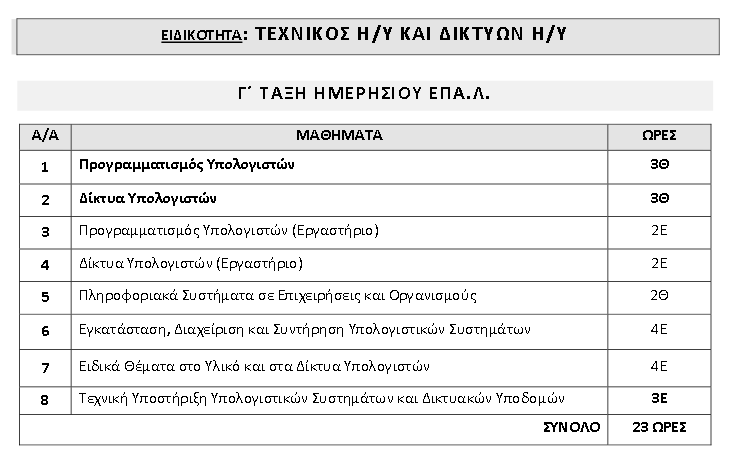 ΕΙΔΙΚΟΤΗΤΑ: ΤΕΧΝΙΚΟΣ Η/Υ ΚΑΙ ΔΙΚΤΥΩΝ Η/Υ
Γ΄ ΤΑΞΗ ΗΜΕΡΗΣΙΟΥ ΕΠΑ.Λ.
Α/Α ΜΑΘΗΜΑΤΑ ΩΡΕΣ
1 Προγραμματισμός Υπολογιστών 3Θ
2 Δίκτυα Υπολογιστών 3Θ
3 Προγραμματισμός Υπολογιστών (Εργαστήριο) 2Ε
4 Δίκτυα Υπολογιστών (Εργαστήριο) 2Ε
5 Πληροφοριακά Συστήματα σε Επιχειρήσεις και Οργανισμούς 2Θ
6 Εγκατάσταση, Διαχείριση και Συντήρηση Υπολογιστικών Συστημάτων 4Ε
7 Ειδικά Θέματα στο Υλικό και στα Δίκτυα Υπολογιστών 4Ε
8 Τεχνική Υποστήριξη Υπολογιστικών Συστημάτων και Δικτυακών Υποδομών 3Ε
ΣΥΝΟΛΟ 23 ΩΡΕΣ